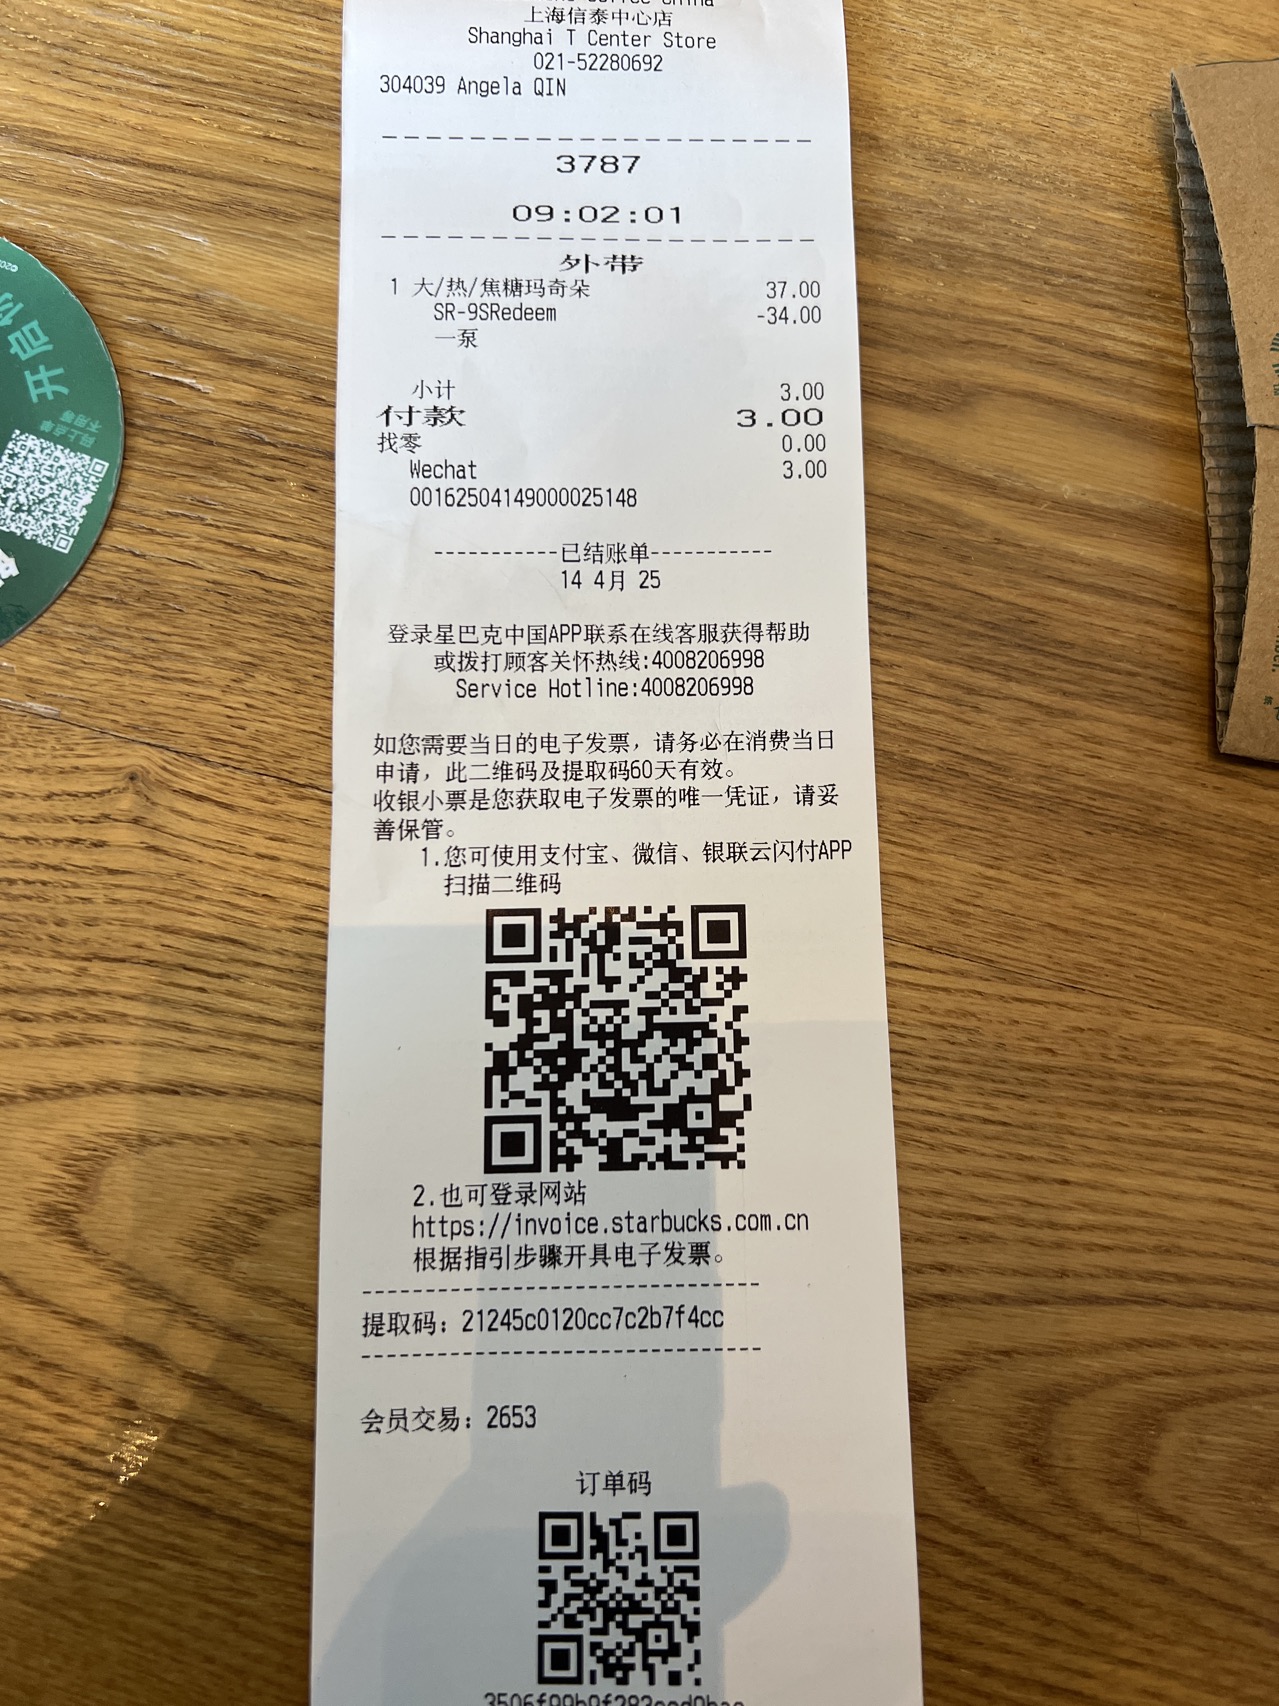 上海信泰中心店
Shanghai T Center Store
021-52280692
304039 Angela QIN
3787
09:02:01
外带
1 大/热/焦糖玛奇朵 37.00
SR-9SRedeem -34.00
一泵
小计 3.00
付款 3.00
找零 0.00
Wechat 3.00
00162504149000025148
-----------已结账单-----------
14 4月 25
登录星巴克中国APP联系在线客服获得帮助
或拨打顾客关怀热线:4008206998
Service Hotline:4008206998
如您需要当日的电子发票，请务必在消费当日
申请，此二维码及提取码60天有效。
收银小票是您获取电子发票的唯一凭证，请妥
善保管。
1.您可使用支付宝、微信、银联云闪付APP
扫描二维码
2.也可登录网站
https://invoice.starbucks.com.cn
根据指引步骤开具电子发票。
提取码：21245c0120cc7c2b7f4cc
会员交易：2653
订单码
开启你
码上点单
不用等